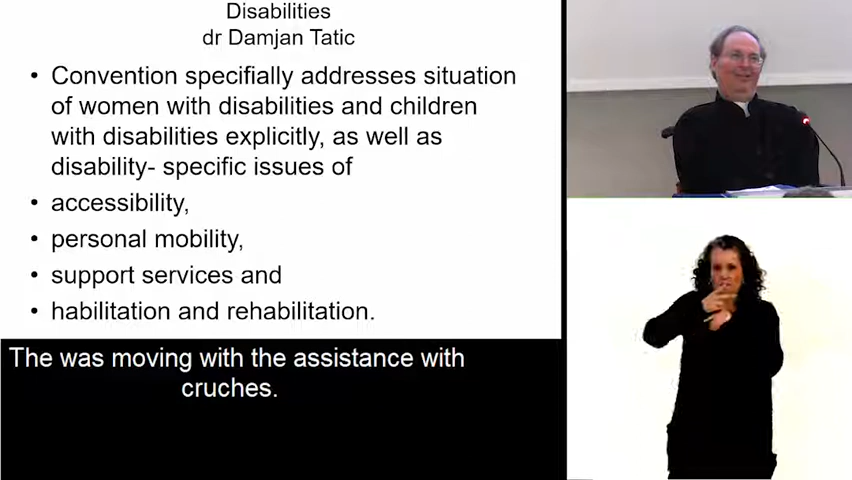 Disabilities
dr Damjan Tatic
• Convention specifially addresses situation
of women with disabilities and children
with disabilities explicitly, as well as
disability- specific issues of
• accessibility,
• personal mobility,
• support services and
• habilitation and rehabilitation.
The was moving with the assistance with
cruches.